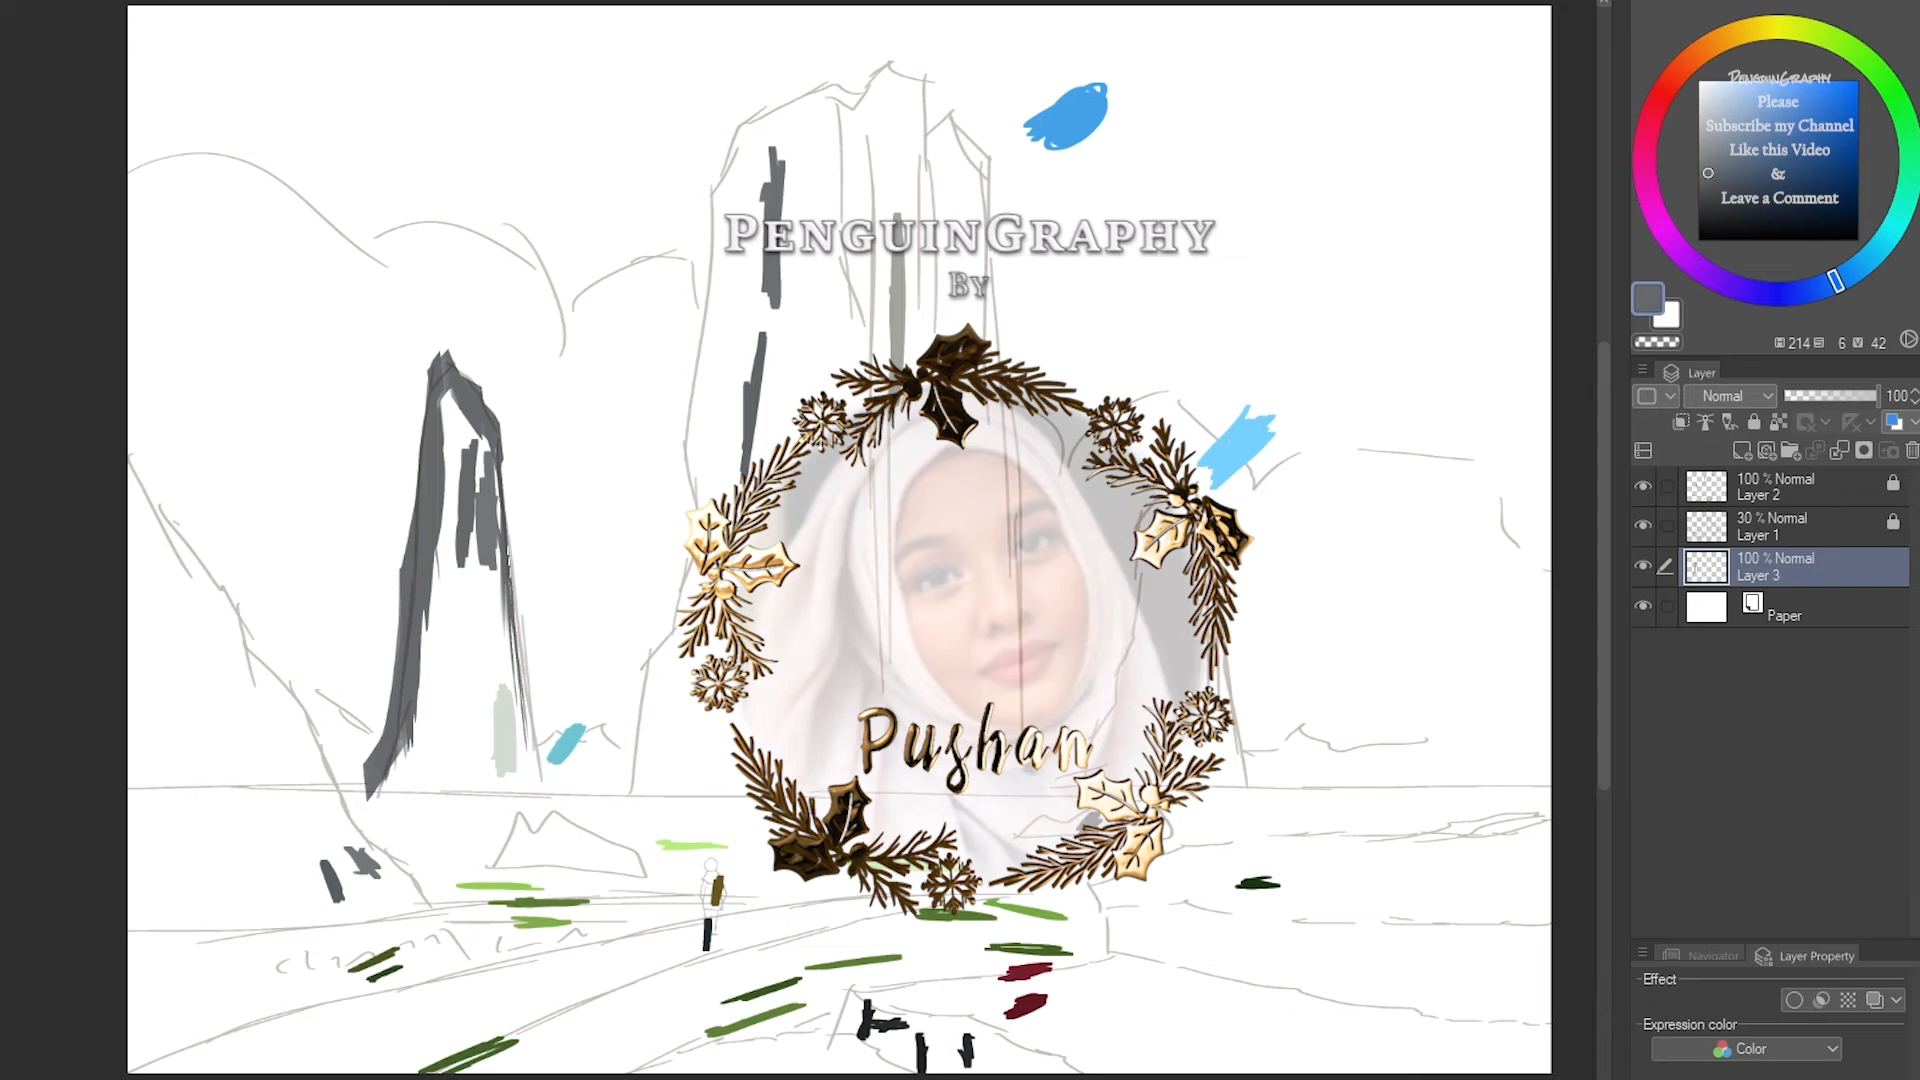 PENGUINGRAPHY
BY
Pushan
PENGUINGRAPHY
Please
Subscribe my Channel
Like this Video
&
Leave a Comment
H 214 S 6 V 42
Layer
Normal 100
100 % Normal
Layer 2
30 % Normal
Layer 1
100 % Normal
Layer 3
Paper
Navigator Layer Property
Effect
Expression color
Color